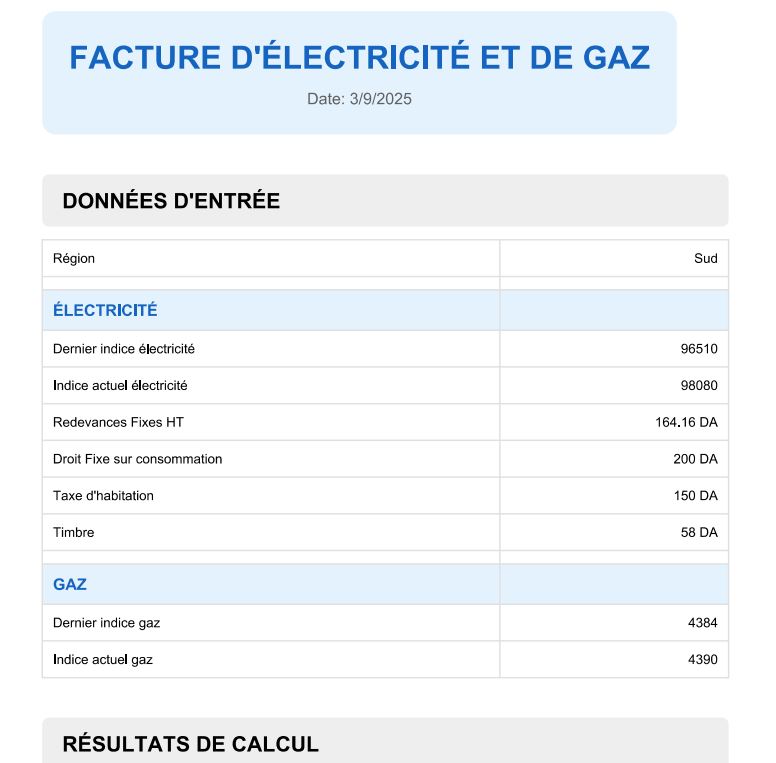 FACTURE D'ÉLECTRICITÉ ET DE GAZ
Date: 3/9/2025
DONNÉES D'ENTRÉE
Région Sud
ÉLECTRICITÉ
Dernier indice électricité 96510
Indice actuel électricité 98080
Redevances Fixes HT 164.16 DA
Droit Fixe sur consommation 200 DA
Taxe d'habitation 150 DA
Timbre 58 DA
GAZ
Dernier indice gaz 4384
Indice actuel gaz 4390
RÉSULTATS DE CALCUL